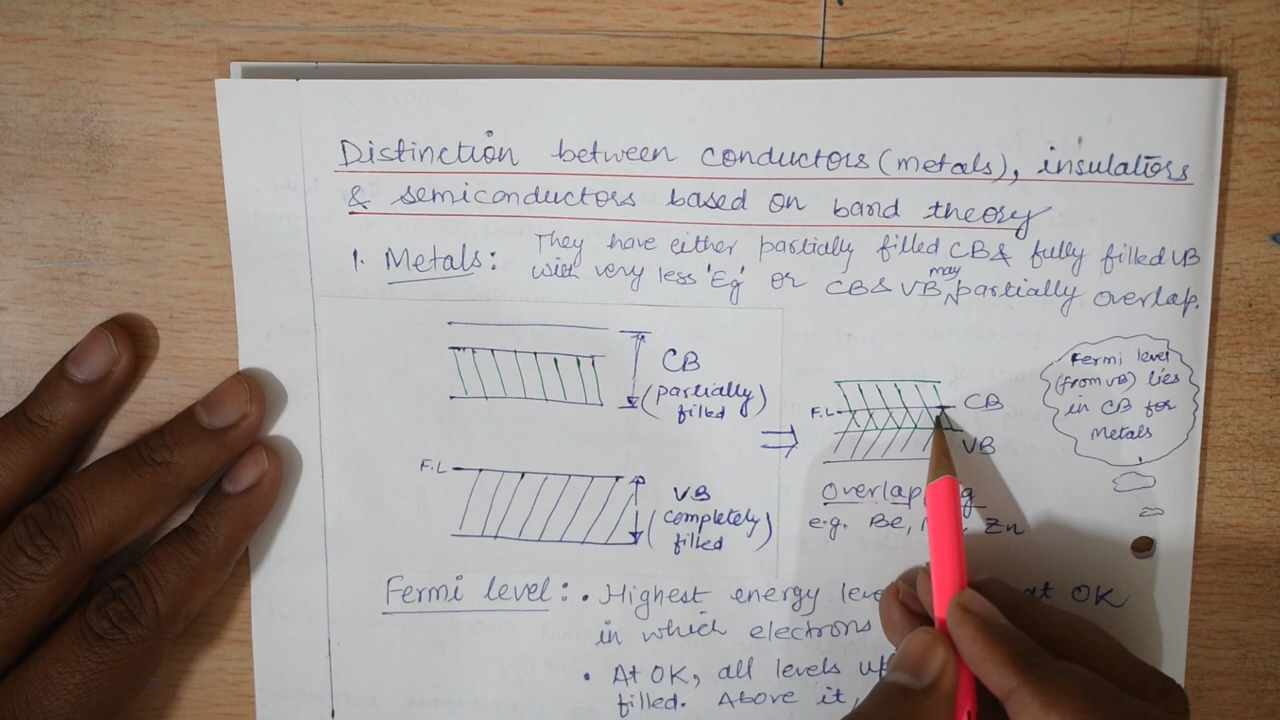 Distinction between conductors (metals), insulators
& semiconductors based on band theory
1. Metals: They have either partially filled CB & fully filled VB
with very less 'Eg' or CB & VB may partially overlap.
CB
(partially
filled)
F.L
VB
(completely
filled)
F.L
CB
VB
Overlap
e.g. Be, Zn
Fermi level
(from VB) lies
in CB for
Metals
Fermi level: • Highest energy at OK
in which electrons
• At OK, all levels
filled. Above it,